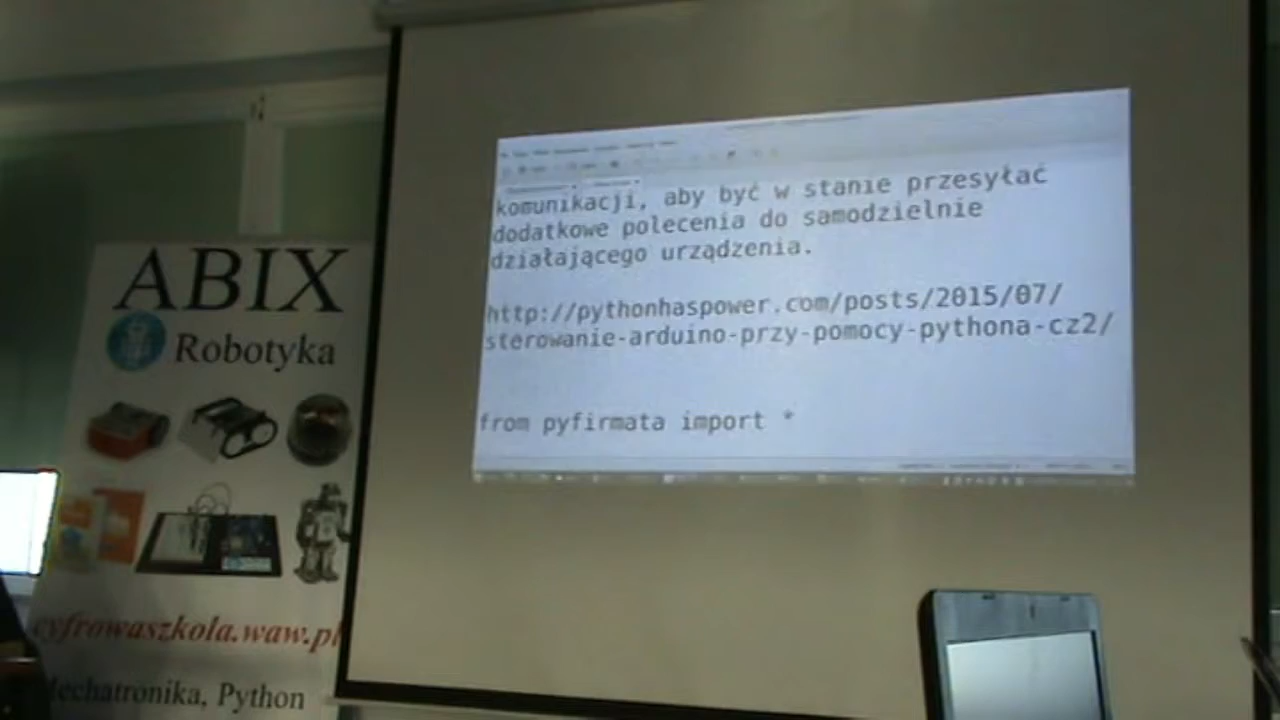 komunikacji, aby być w stanie przesyłać
dodatkowe polecenia do samodzielnie
działającego urządzenia.
http://pythonhaspower.com/posts/2015/07/
sterowanie-arduino-przy-pomocy-pythona-cz2/
from pyfirmata import *
ABIX
Robotyka
cyfrowaszkola.waw.pl
Mechatronika, Python